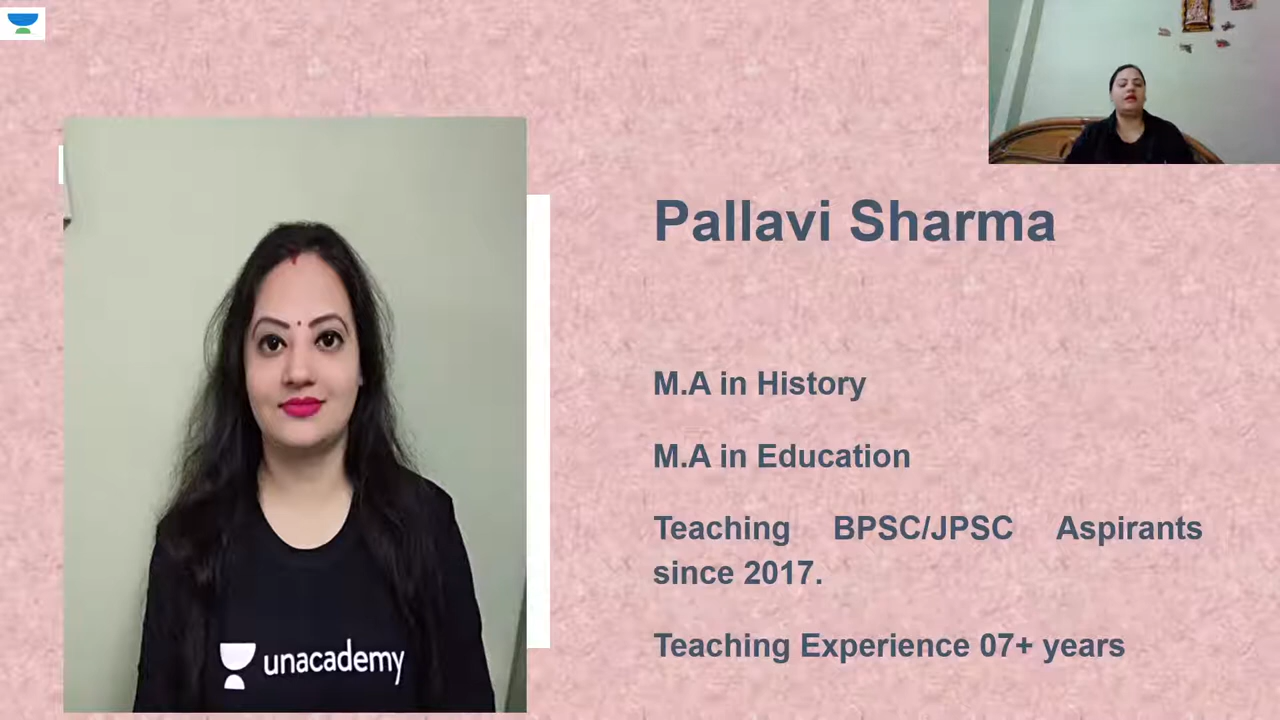 Pallavi Sharma
M.A in History
M.A in Education
Teaching BPSC/JPSC Aspirants
since 2017.
Teaching Experience 07+ years
unacademy